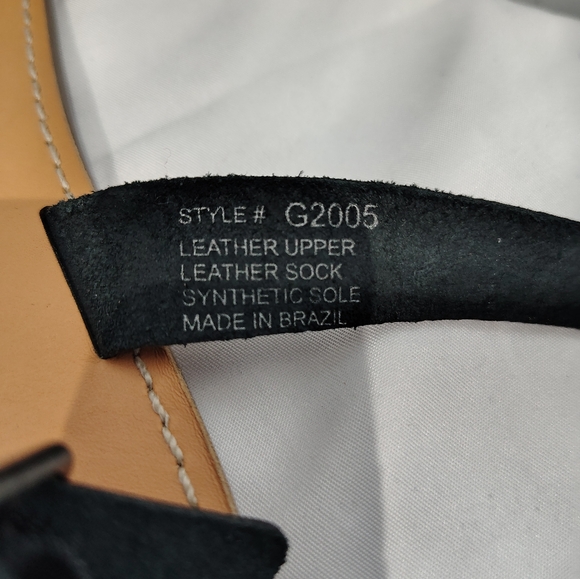 STYLE # G2005
LEATHER UPPER
LEATHER SOCK
SYNTHETIC SOLE
MADE IN BRAZIL